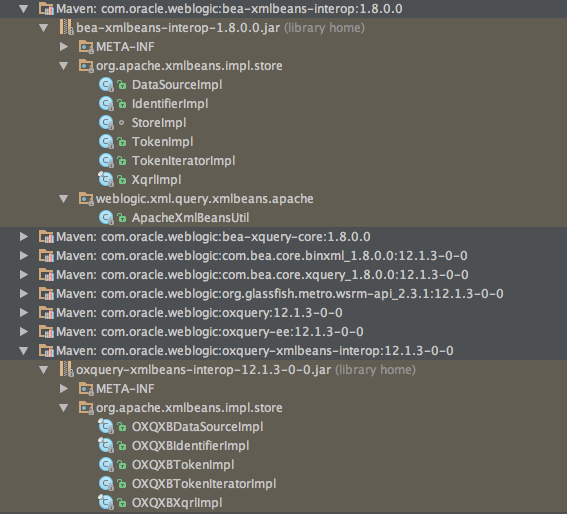 Maven: com.oracle.weblogic:bea-xmlbeans-interop:1.8.0.0
bea-xmlbeans-interop-1.8.0.0.jar (library home)
META-INF
org.apache.xmlbeans.impl.store
DataSourceImpl
IdentifierImpl
StoreImpl
TokenImpl
TokenIteratorImpl
XqrlImpl
weblogic.xml.query.xmlbeans.apache
ApacheXmlBeansUtil
Maven: com.oracle.weblogic:bea-xquery-core:1.8.0.0
Maven: com.oracle.weblogic:com.bea.core.binxml_1.8.0.0:12.1.3-0-0
Maven: com.oracle.weblogic:com.bea.core.xquery_1.8.0.0:12.1.3-0-0
Maven: com.oracle.weblogic:org.glassfish.metro.wsrm-api_2.3.1:12.1.3-0-0
Maven: com.oracle.weblogic:oxquery:12.1.3-0-0
Maven: com.oracle.weblogic:oxquery-ee:12.1.3-0-0
Maven: com.oracle.weblogic:oxquery-xmlbeans-interop:12.1.3-0-0
oxquery-xmlbeans-interop-12.1.3-0-0.jar (library home)
META-INF
org.apache.xmlbeans.impl.store
OXQXBDataSourceImpl
OXQXBIdentifierImpl
OXQXBTokenImpl
OXQXBTokenIteratorImpl
OXQXBXqrlImpl